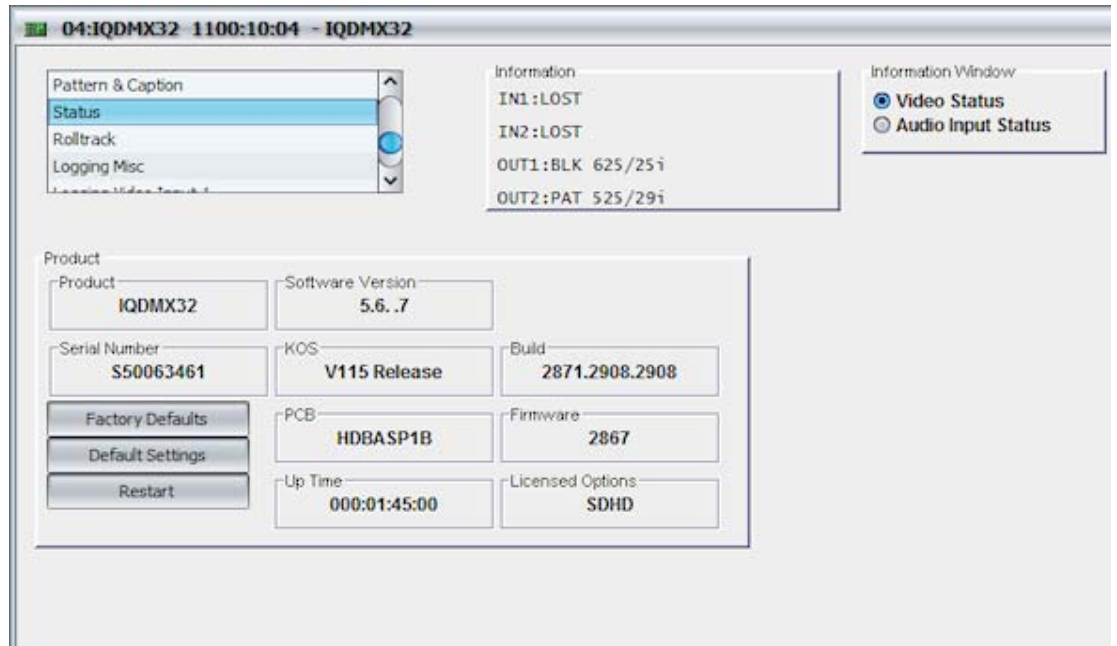 04:IQDMX32 1100:10:04 - IQDMX32
Pattern & Caption
Status
Rolltrack
Logging Misc
Information
IN1:LOST
IN2:LOST
OUT1:BLK 625/25i
OUT2:PAT 525/29i
Information Window
Video Status
Audio Input Status
Product
Product
IQDMX32
Software Version
5.6. .7
Serial Number
S50063461
KOS
V115 Release
Build
2871.2908.2908
Factory Defaults
Default Settings
Restart
PCB
HDBASP1B
Firmware
2867
Up Time
000:01:45:00
Licensed Options
SDHD